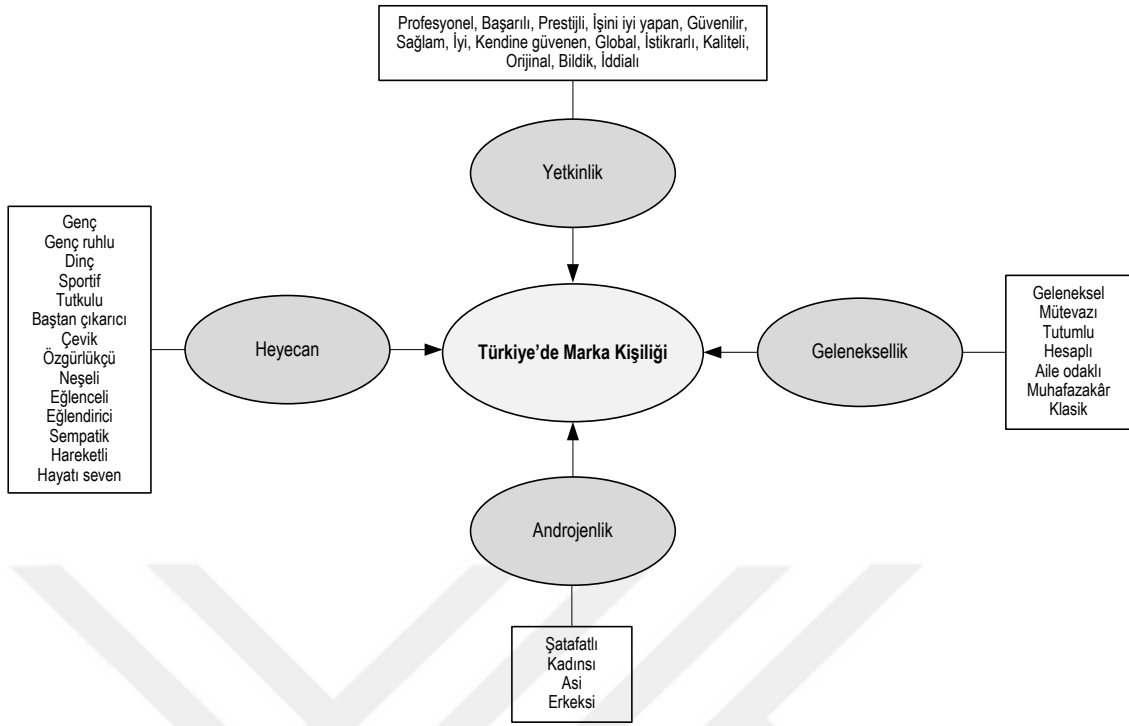 Profesyonel, Başarılı, Prestijli, İşini iyi yapan, Güvenilir,
Sağlam, İyi, Kendine güvenen, Global, İstikrarlı, Kaliteli,
Orijinal, Bildik, İddialı
Yetkinlik
Genç
Genç ruhlu
Dinç
Sportif
Tutkulu
Baştan çıkarıcı
Çevik
Özgürlükçü
Neşeli
Eğlenceli
Eğlendirici
Sempatik
Hareketli
Hayatı seven
Heyecan
Türkiye’de Marka Kişiliği
Geleneksellik
Geleneksel
Mütevazı
Tutumlu
Hesaplı
Aile odaklı
Muhafazakâr
Klasik
Androjenlik
Şatafatlı
Kadınsı
Asi
Erkeksi